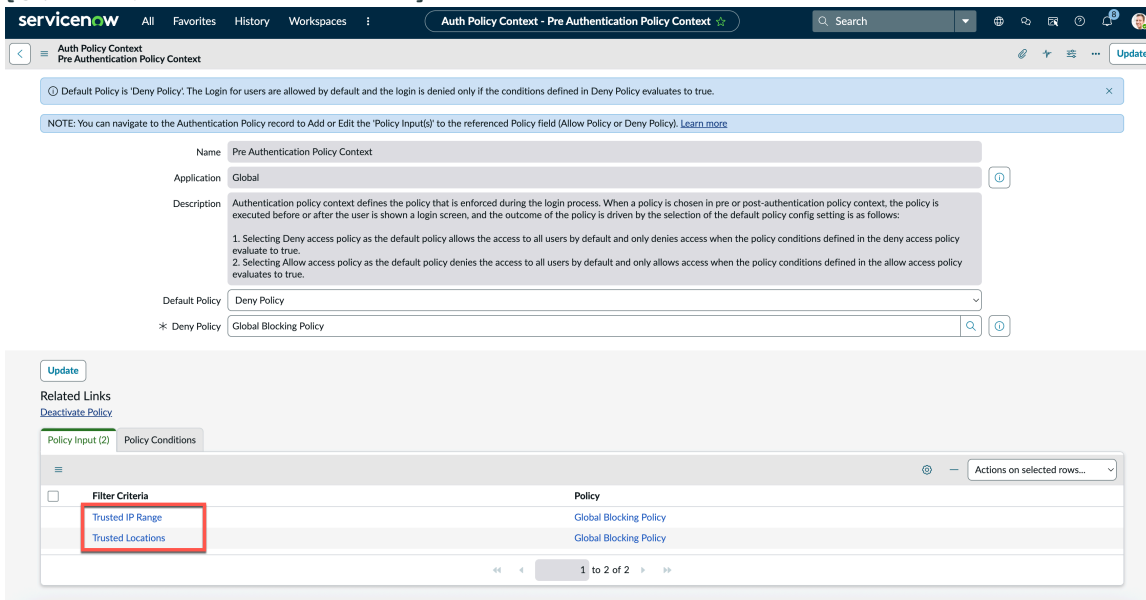 servicenow All Favorites History Workspaces Auth Policy Context - Pre Authentication Policy Context Search 8
Auth Policy Context
Pre Authentication Policy Context
Update
Default Policy is 'Deny Policy'. The Login for users are allowed by default and the login is denied only if the conditions defined in Deny Policy evaluates to true.
NOTE: You can navigate to the Authentication Policy record to Add or Edit the 'Policy Input(s)' to the referenced Policy field (Allow Policy or Deny Policy). Learn more
Name Pre Authentication Policy Context
Application Global
Description Authentication policy context defines the policy that is enforced during the login process. When a policy is chosen in pre or post-authentication policy context, the policy is
executed before or after the user is shown a login screen, and the outcome of the policy is driven by the selection of the default policy config setting is as follows:
1. Selecting Deny access policy as the default policy allows the access to all users by default and only denies access when the policy conditions defined in the deny access policy
evaluate to true.
2. Selecting Allow access policy as the default policy denies the access to all users by default and only allows access when the policy conditions defined in the allow access policy
evaluates to true.
Default Policy Deny Policy
Deny Policy Global Blocking Policy
Update
Related Links
Deactivate Policy
Policy Input (2) Policy Conditions
Actions on selected rows...
Filter Criteria Policy
Trusted IP Range Global Blocking Policy
Trusted Locations Global Blocking Policy
1 to 2 of 2